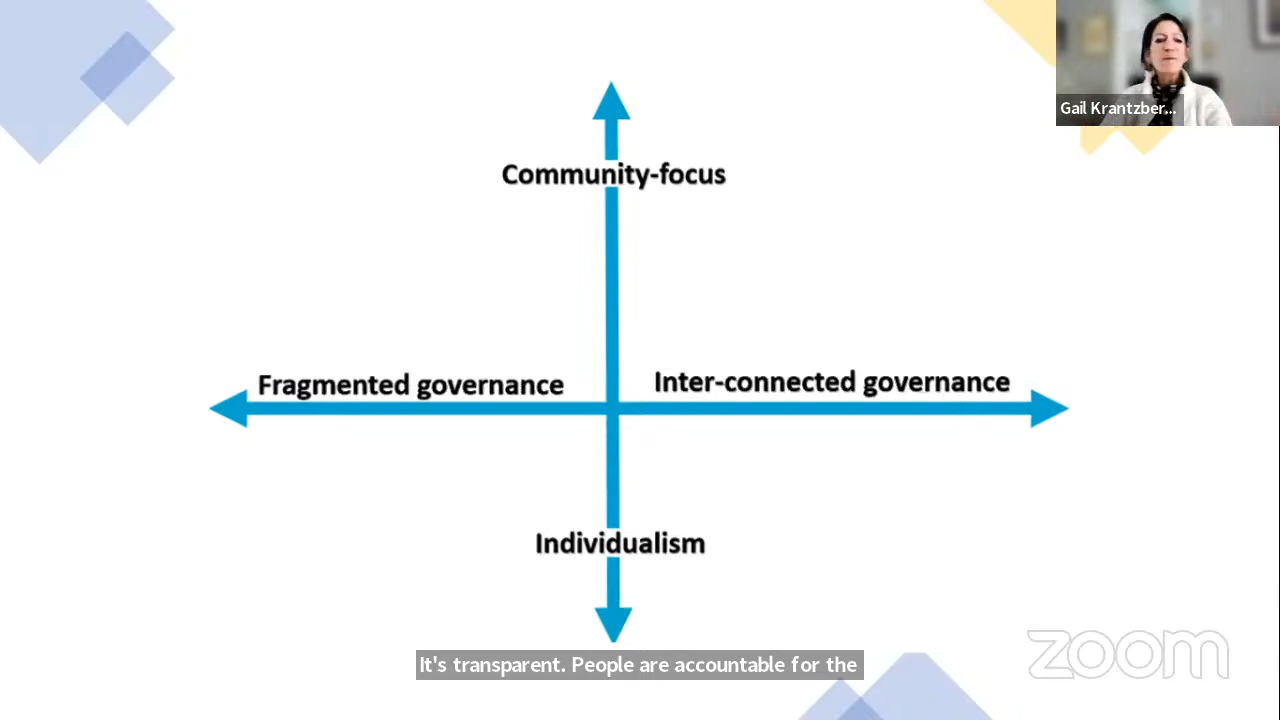 Gail Krantzber...
Community-focus
Fragmented governance
Inter-connected governance
Individualism
It's transparent. People are accountable for the
zoom